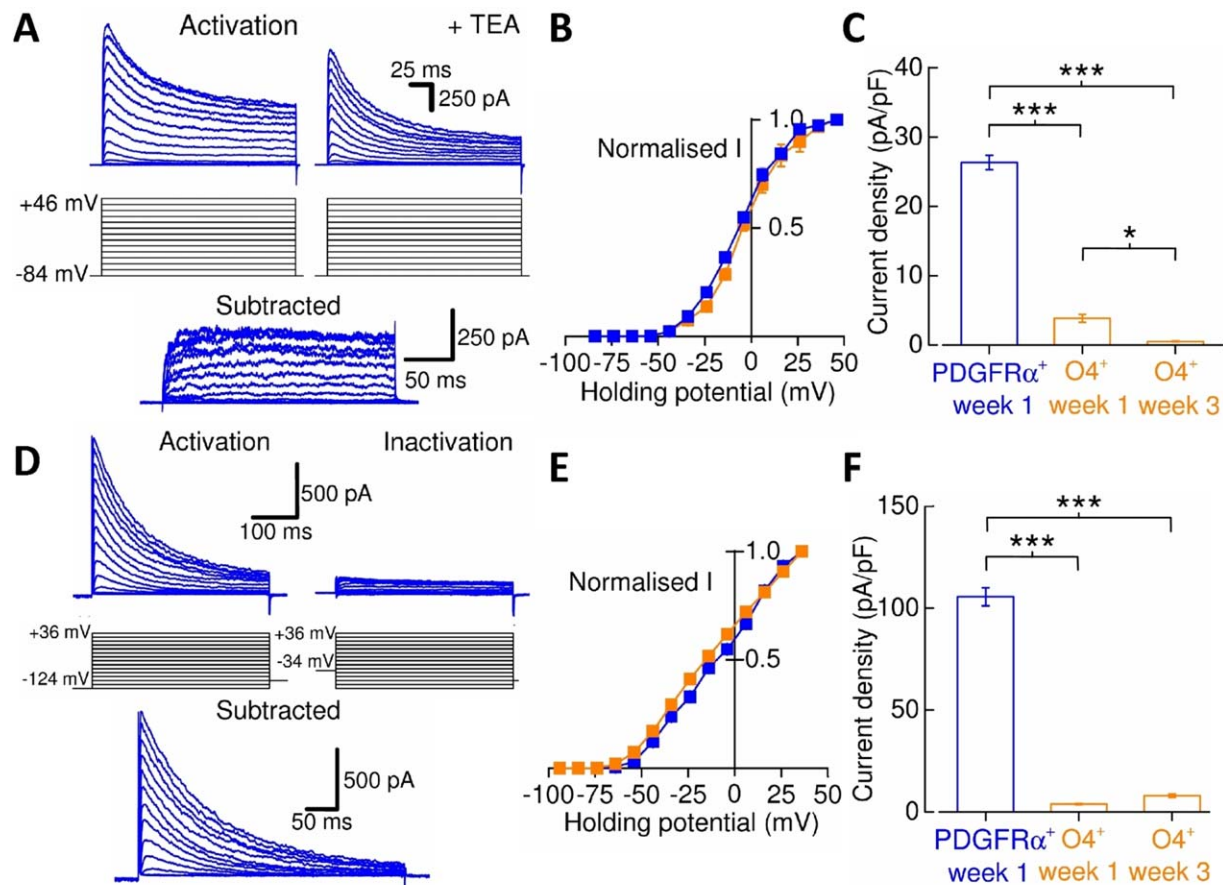 A
Activation
+ TEA
25 ms
250 pA
+46 mV
-84 mV
Subtracted
250 pA
50 ms
B
Normalised I
1.0
0.5
-100 -75 -50 -25 0 25 50
Holding potential (mV)
C
Current density (pA/pF)
40
30
20
10
0
***
***
*
PDGFRα+ O4+ O4+
week 1 week 1 week 3
D
Activation
Inactivation
500 pA
100 ms
+36 mV
-124 mV
+36 mV
-34 mV
Subtracted
500 pA
50 ms
E
Normalised I
1.0
0.5
-100 -75 -50 -25 0 25 50
Holding potential (mV)
F
Current density (pA/pF)
150
100
50
0
***
***
PDGFRα+ O4+ O4+
week 1 week 1 week 3